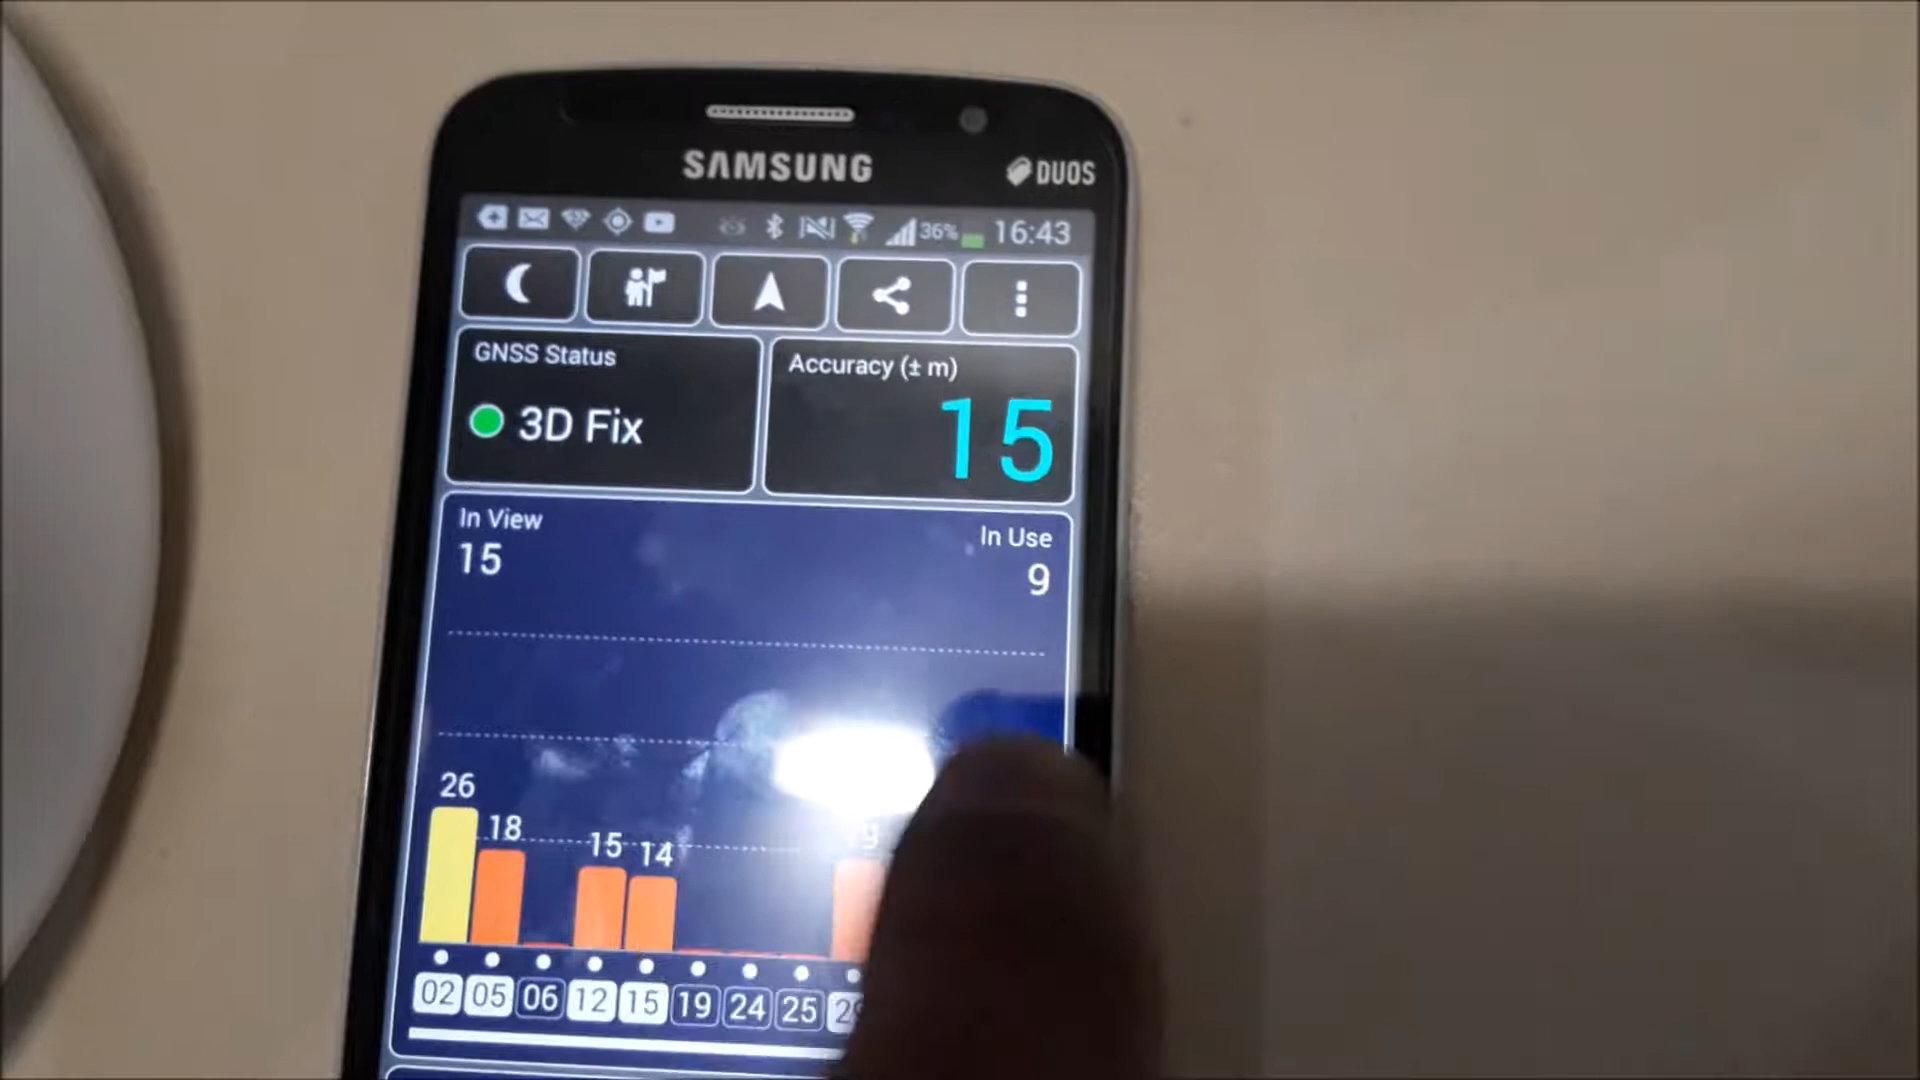 SAMSUNG
DUOS
36% 16:43
GNSS Status
3D Fix
Accuracy (± m)
15
In View
15
In Use
9
26
18
15
14
02 05 06 12 15 19 24 25